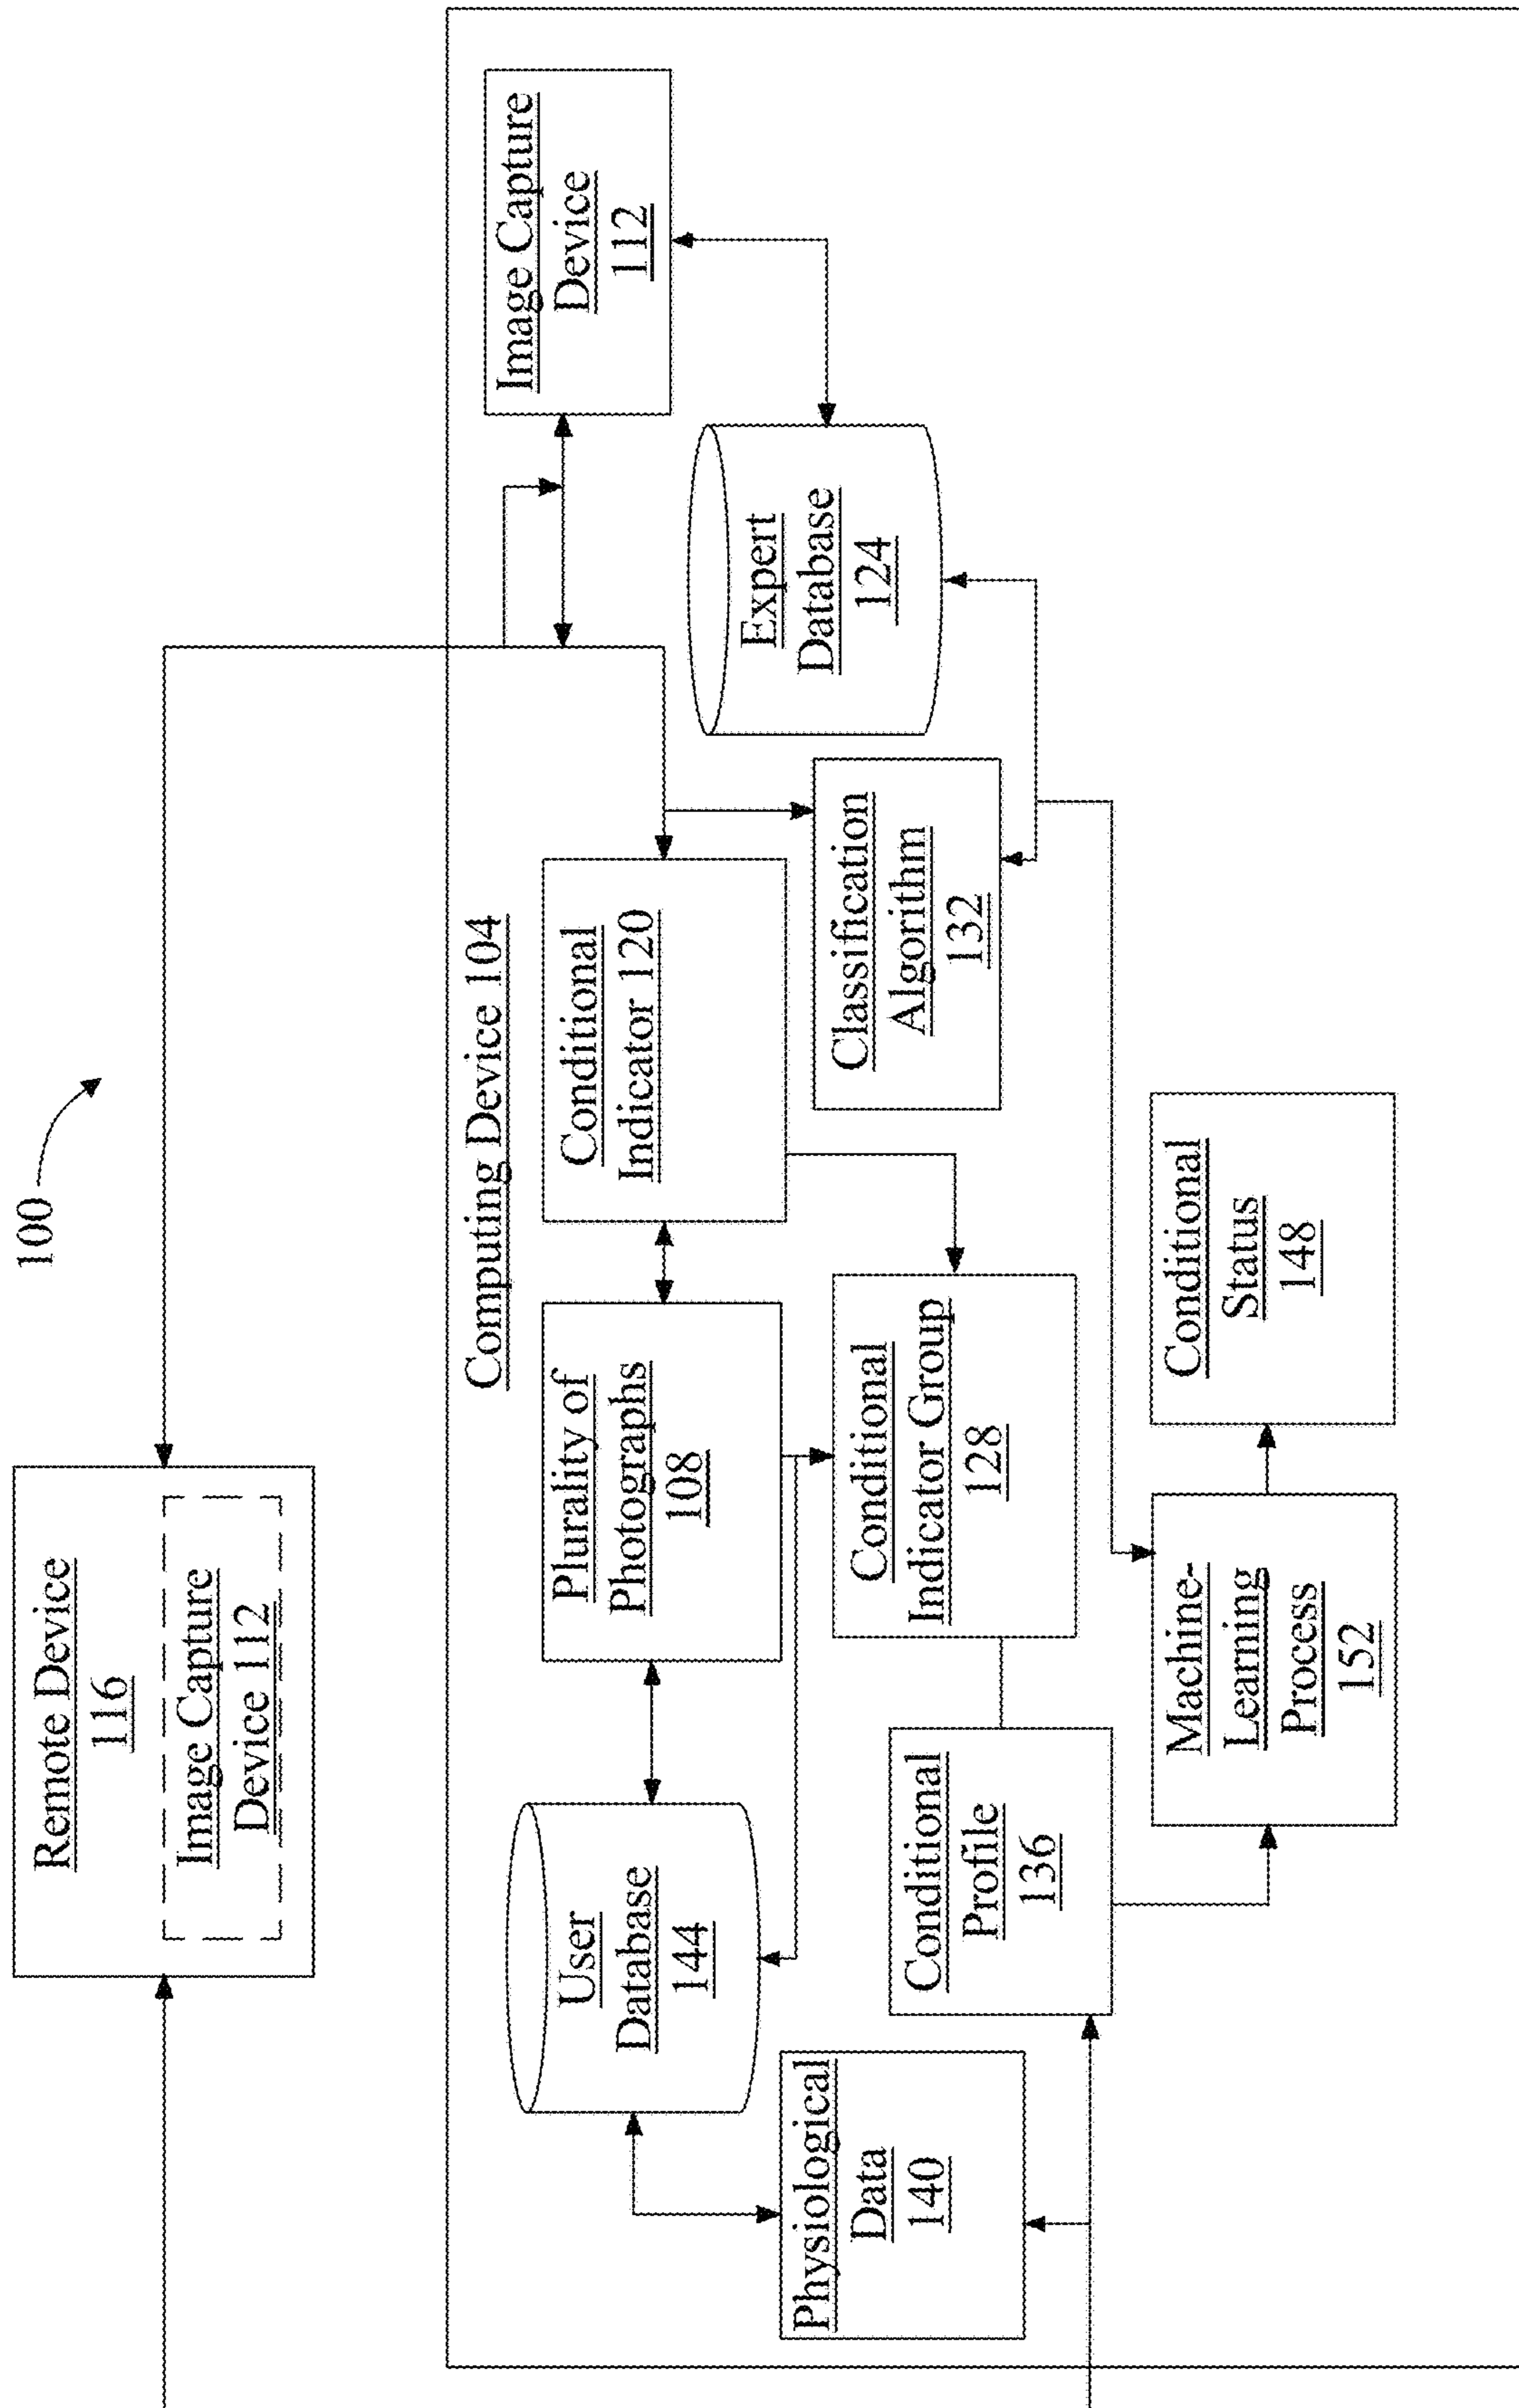 100
Remote Device
116
Image Capture
Device 112
Computing Device 104
User
Database
144
Plurality of
Photographs
108
Conditional
Indicator 120
Image Capture
Device
112
Physiological
Data
140
Conditional
Profile
136
Conditional
Indicator Group
128
Classification
Algorithm
132
Expert
Database
124
Machine-
Learning
Process
152
Conditional
Status
148